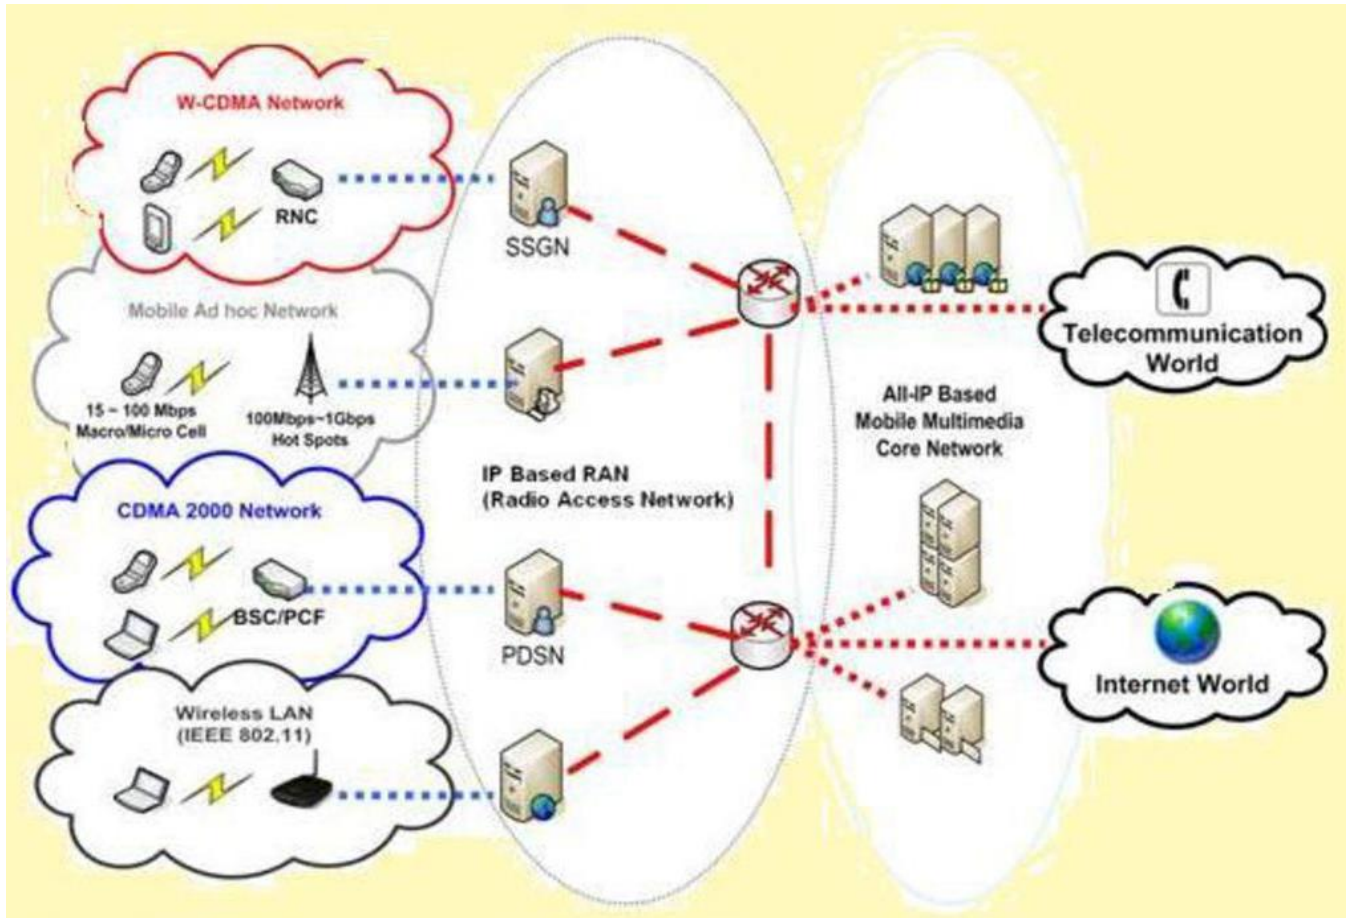 W-CDMA Network
RNC
SSGN
Mobile Ad hoc Network
15 ~ 100 Mbps
Macro/Micro Cell
100Mbps~1Gbps
Hot Spots
IP Based RAN
(Radio Access Network)
CDMA 2000 Network
BSC/PCF
PDSN
Wireless LAN
(IEEE 802.11)
All-IP Based
Mobile Multimedia
Core Network
Telecommunication
World
Internet World